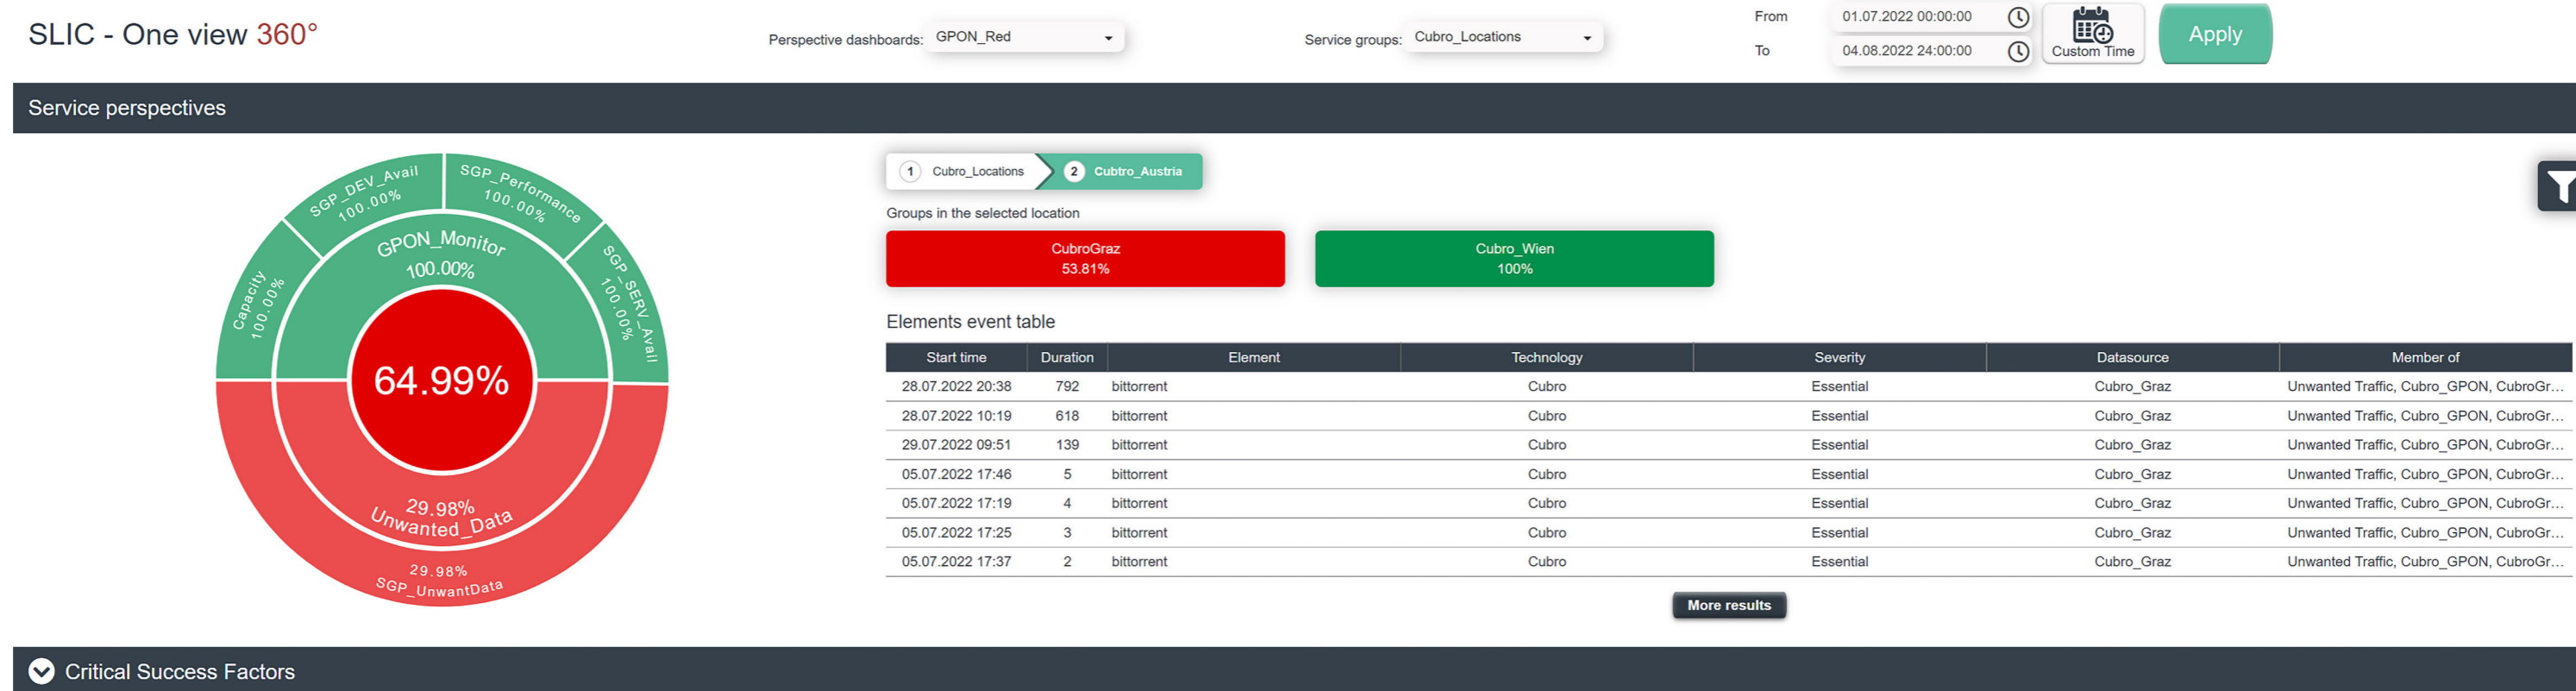 SLIC - One view 360°
Perspective dashboards: GPON_Red
Service groups: Cubro_Locations
From 01.07.2022 00:00:00
To 04.08.2022 24:00:00
Custom Time
Apply
Service perspectives
SGP_DEV_Avail
100.00%
SGP_Performance
100.00%
Capacity
100.00%
SGP_SERV_Avail
100.00%
GPON_Monitor
100.00%
64.99%
29.98%
Unwanted_Data
29.98%
SGP_UnwantData
1 Cubro_Locations 2 Cubtro_Austria
Groups in the selected location
CubroGraz
53.81%
Cubro_Wien
100%
Elements event table
Start time Duration Element Technology Severity Datasource Member of
28.07.2022 20:38 792 bittorrent Cubro Essential Cubro_Graz Unwanted Traffic, Cubro_GPON, CubroGr...
28.07.2022 10:19 618 bittorrent Cubro Essential Cubro_Graz Unwanted Traffic, Cubro_GPON, CubroGr...
29.07.2022 09:51 139 bittorrent Cubro Essential Cubro_Graz Unwanted Traffic, Cubro_GPON, CubroGr...
05.07.2022 17:46 5 bittorrent Cubro Essential Cubro_Graz Unwanted Traffic, Cubro_GPON, CubroGr...
05.07.2022 17:19 4 bittorrent Cubro Essential Cubro_Graz Unwanted Traffic, Cubro_GPON, CubroGr...
05.07.2022 17:25 3 bittorrent Cubro Essential Cubro_Graz Unwanted Traffic, Cubro_GPON, CubroGr...
05.07.2022 17:37 2 bittorrent Cubro Essential Cubro_Graz Unwanted Traffic, Cubro_GPON, CubroGr...
More results
Critical Success Factors